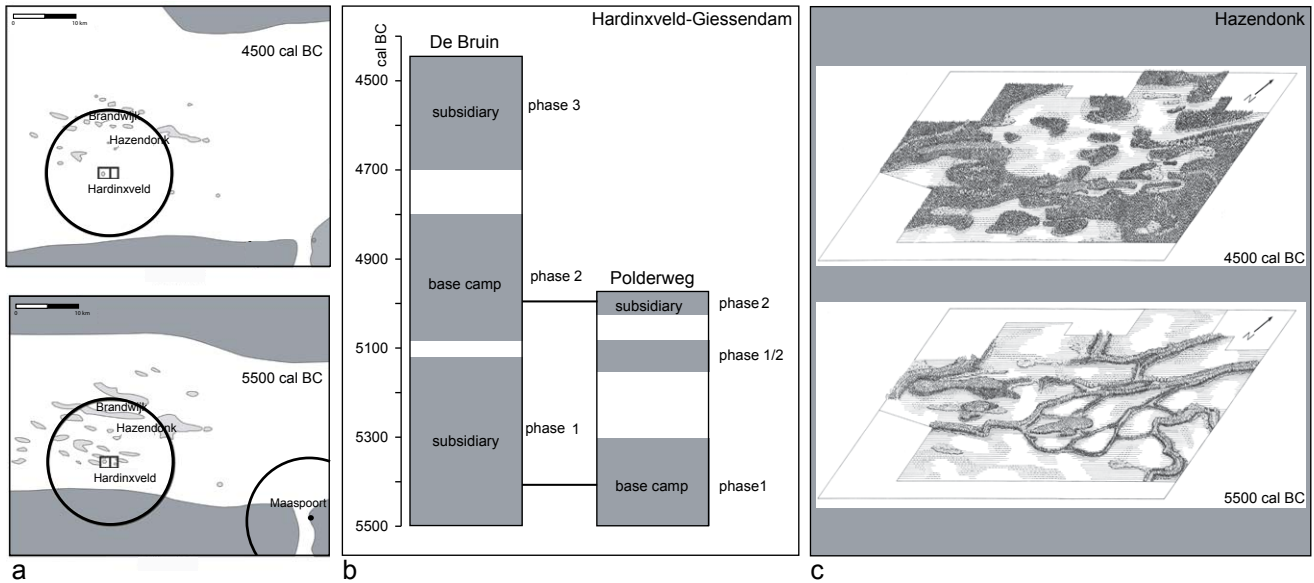 0 10 km
4500 cal BC
Brandwijk
Hazendonk
Hardinxveld
0 10 km
5500 cal BC
Brandwijk
Hazendonk
Hardinxveld
Maaspoort
a
Hardinxveld-Giessendam
cal BC
De Bruin
4500
4700
4900
5100
5300
5500
subsidiary
phase 3
base camp
phase 2
subsidiary
phase 1
Polderweg
subsidiary
phase 2
phase 1/2
base camp
phase1
b
Hazendonk
N
4500 cal BC
N
5500 cal BC
c